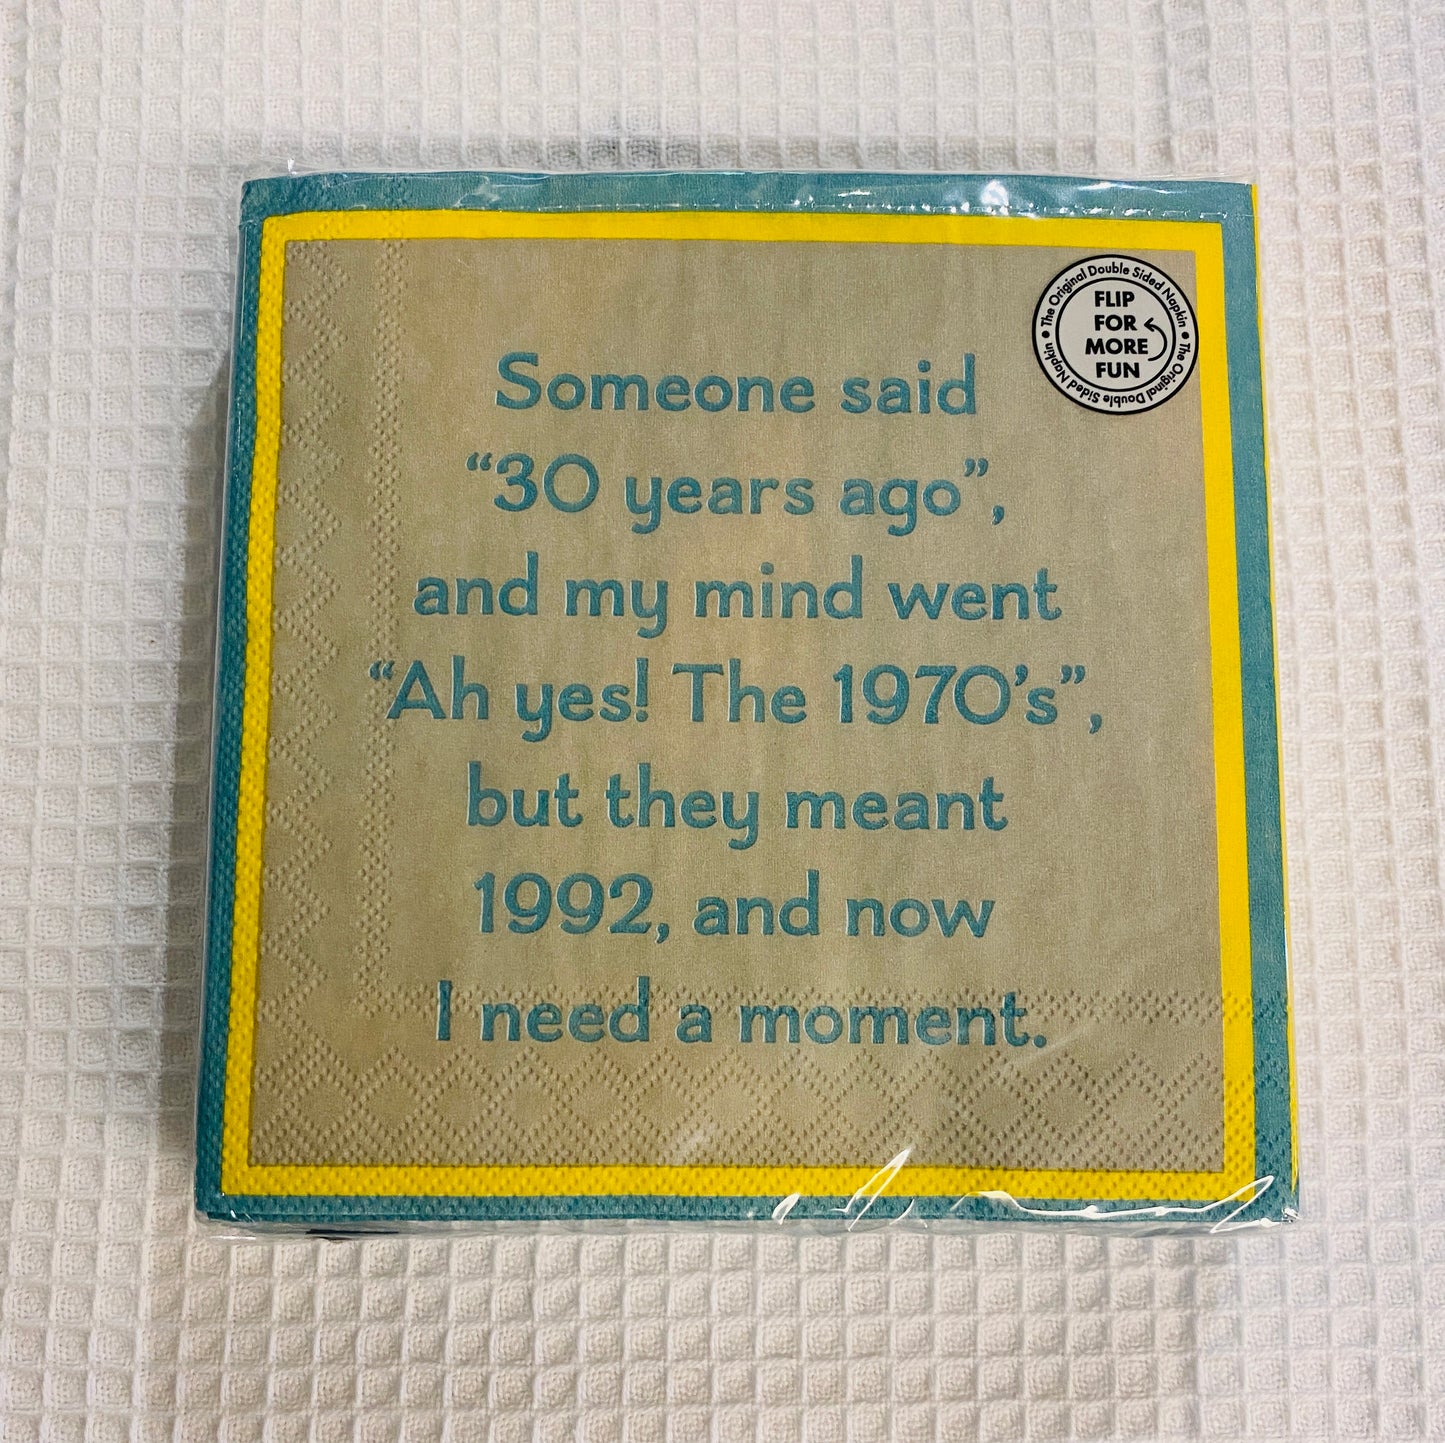 Someone said
“30 years ago”,
and my mind went
“Ah yes! The 1970’s”,
but they meant
1992, and now
I need a moment.
The Original Double Sided Napkin • The Original Double Sided Napkin •
FLIP
FOR
MORE
FUN